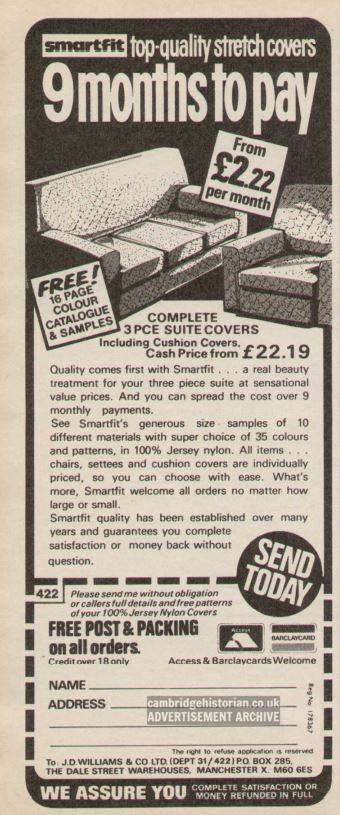 smartfit top-quality stretch covers
9 months to pay
From
£2.22
per month
FREE!
16 PAGE
COLOUR
CATALOGUE
& SAMPLES
COMPLETE
3 PCE SUITE COVERS
Including Cushion Covers.
Cash Price from £22.19
Quality comes first with Smartfit . . . a real beauty
treatment for your three piece suite at sensational
value prices. And you can spread the cost over 9
monthly payments.
See Smartfit's generous size samples of 10
different materials with super choice of 35 colours
and patterns, in 100% Jersey nylon. All items . . .
chairs, settees and cushion covers are individually
priced, so you can choose with ease. What's
more, Smartfit welcome all orders no matter how
large or small.
Smartfit quality has been established over many
years and guarantees you complete
satisfaction or money back without
question.
SEND
TODAY
422
Please send me without obligation
or callers full details and free patterns
of your 100% Jersey Nylon Covers
FREE POST & PACKING
on all orders.
Credit over 18 only
Access
BARCLAYCARD
Access & Barclaycards Welcome
NAME
ADDRESS
cambridgehistorian.co.uk
ADVERTISEMENT ARCHIVE
Reg No 178367
The right to refuse application is reserved
To: J.D. WILLIAMS & CO LTD. (DEPT 31/422) P.O. BOX 285,
THE DALE STREET WAREHOUSES, MANCHESTER X. M60 6ES
WE ASSURE YOU COMPLETE SATISFACTION OR
MONEY REFUNDED IN FULL